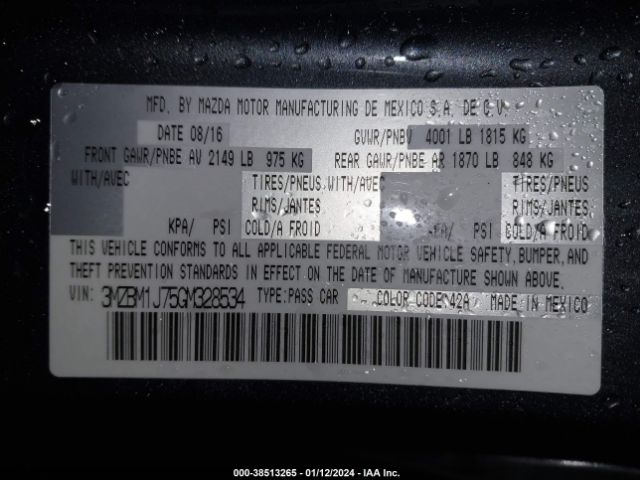 MFD. BY MAZDA MOTOR MANUFACTURING DE MEXICO S.A. DE C.V.
DATE 08/16 GVWR/PNBV 4001 LB 1815 KG
FRONT GAWR/PNBE AV 2149 LB 975 KG REAR GAWR/PNBE AR 1870 LB 848 KG
WITH/AVEC TIRES/PNEUS WITH/AVEC TIRES/PNEUS
RIMS/JANTES RIMS/JANTES
KPA/ PSI COLD/A FROID KPA/ PSI COLD/A FROID
THIS VEHICLE CONFORMS TO ALL APPLICABLE FEDERAL MOTOR VEHICLE SAFETY, BUMPER, AND
THEFT PREVENTION STANDARDS IN EFFECT ON THE DATE OF MANUFACTURE SHOWN ABOVE.
VIN: 3MZBM1J75GM328534 TYPE: PASS CAR COLOR CODE: 42A MADE IN MEXICO
000-38513265 - 01/12/2024 - IAAI.COM